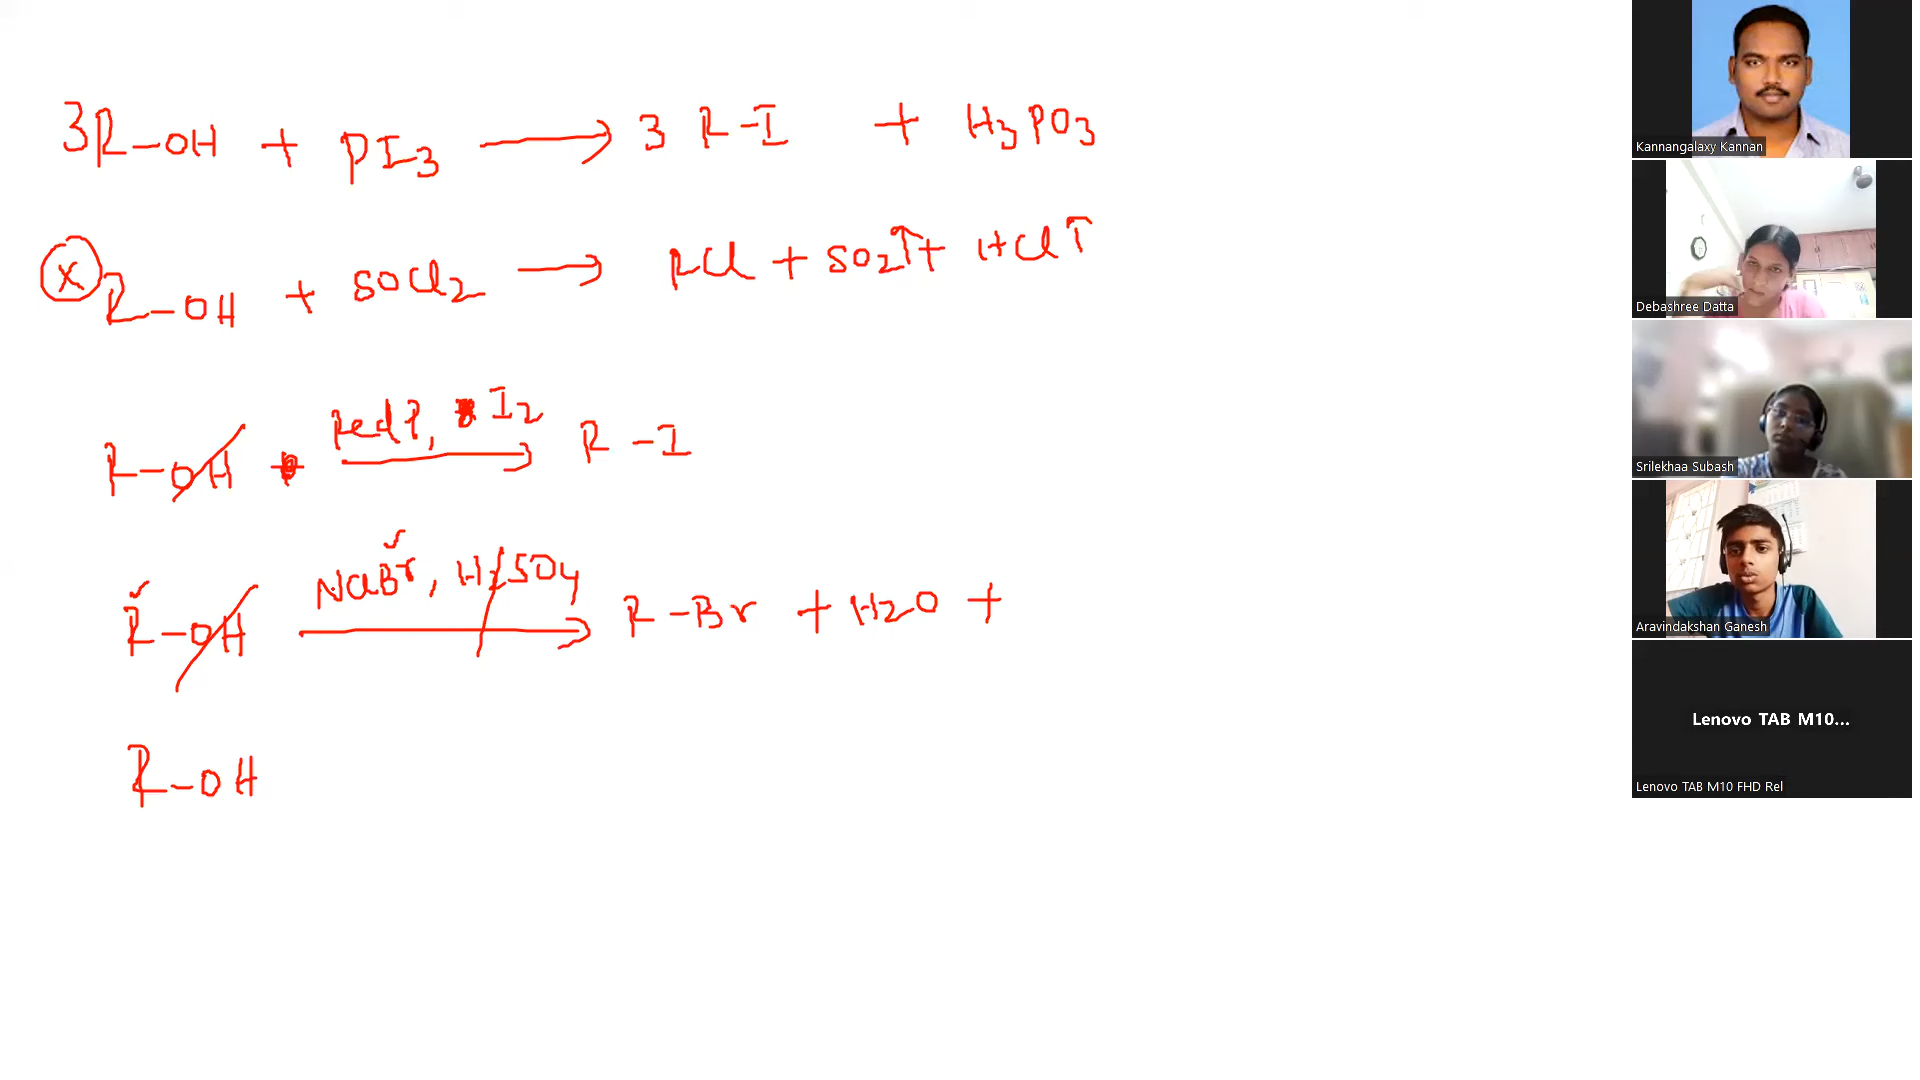 3R-OH + PI3 ⟶ 3 R-I + H3PO3
X R-OH + SOCl2 ⟶ RCl + SO2↑ + HCl↑
Red P, I2
R-OH ⟶ R-I
NaBr, H2SO4
R-OH ⟶ R-Br + H2O +
R-OH
Kannangalaxy Kannan
Debashree Datta
Srilekhaa Subash
Aravindakshan Ganesh
Lenovo TAB M10...
Lenovo TAB M10 FHD Rel